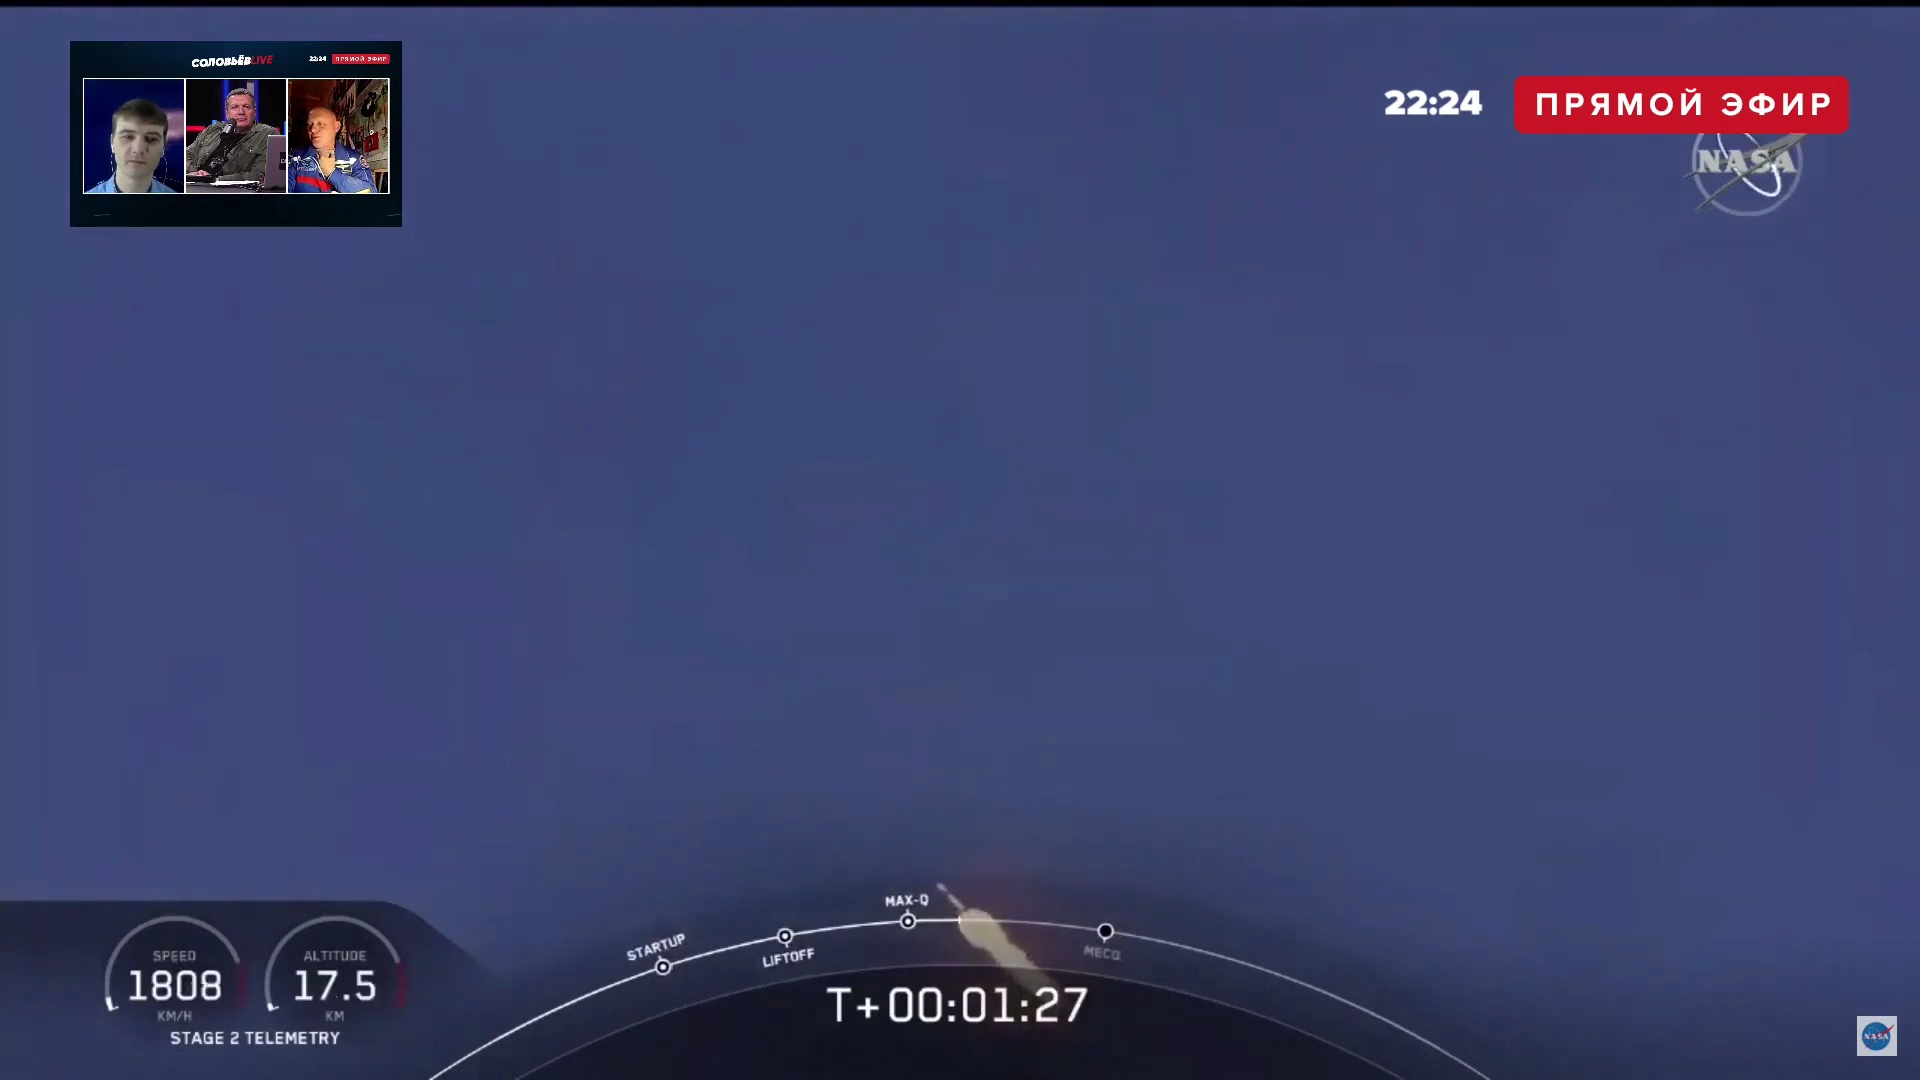 СОЛОВЬЁВLIVE
22:24 ПРЯМОЙ ЭФИР
22:24 ПРЯМОЙ ЭФИР
NASA
MAX-Q
STARTUP
LIFTOFF
MECO
SPEED
1808
KM/H
ALTITUDE
17.5
KM
STAGE 2 TELEMETRY
T+00:01:27
NASA